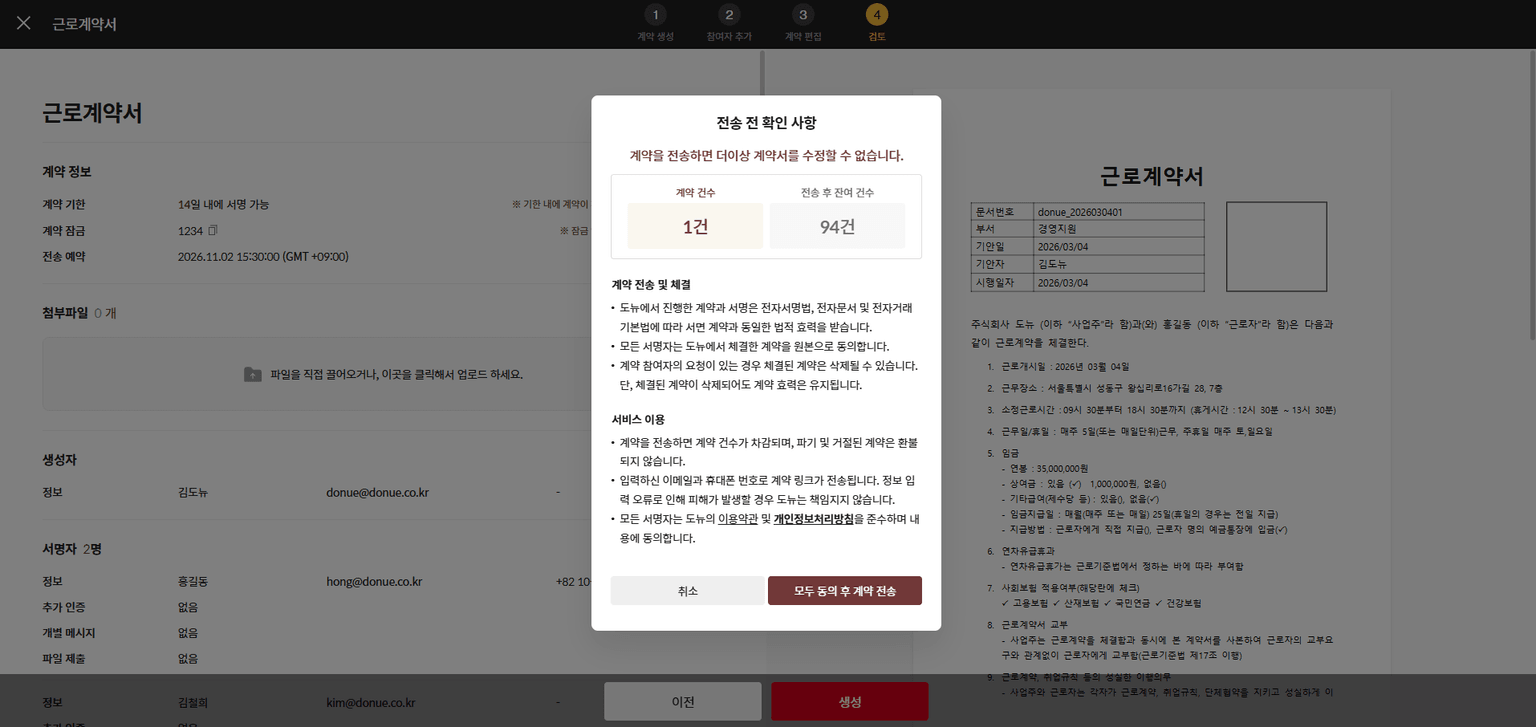 근로계약서
1
계약 생성
2
참여자 추가
3
계약 편집
4
검토
근로계약서
계약 정보
계약 기한
14일 내에 서명 가능
※ 기한 내에 계약이
계약 잠금
1234
※ 잠금
전송 예약
2026.11.02 15:30:00 (GMT +09:00)
첨부파일 0 개
파일을 직접 끌어오거나, 이곳을 클릭해서 업로드 하세요.
생성자
정보
김도뉴
donue@donue.co.kr
-
서명자 2명
정보
홍길동
hong@donue.co.kr
+82 10-
추가 인증
없음
개별 메시지
없음
파일 제출
없음
정보
김철희
kim@donue.co.kr
-
추가 인증
없음
전송 전 확인 사항
계약을 전송하면 더이상 계약서를 수정할 수 없습니다.
계약 건수
전송 후 잔여 건수
1건
94건
계약 전송 및 체결
• 도뉴에서 진행한 계약과 서명은 전자서명법, 전자문서 및 전자거래
기본법에 따라 서면 계약과 동일한 법적 효력을 받습니다.
• 모든 서명자는 도뉴에서 체결한 계약을 원본으로 동의합니다.
• 계약 참여자의 요청이 있는 경우 체결된 계약은 삭제될 수 있습니다.
단, 체결된 계약이 삭제되어도 계약 효력은 유지됩니다.
서비스 이용
• 계약을 전송하면 계약 건수가 차감되며, 파기 및 거절된 계약은 환불
되지 않습니다.
• 입력하신 이메일과 휴대폰 번호로 계약 링크가 전송됩니다. 정보 입
력 오류로 인해 피해가 발생할 경우 도뉴는 책임지지 않습니다.
• 모든 서명자는 도뉴의 이용약관 및 개인정보처리방침을 준수하며 내
용에 동의합니다.
취소
모두 동의 후 계약 전송
이전
생성
근로계약서
문서번호 donue_2026030401
부서 경영지원
기안일 2026/03/04
기안자 김도뉴
시행일자 2026/03/04
주식회사 도뉴 (이하 "사업주"라 함)과(와) 홍길동 (이하 "근로자"라 함)은 다음과
같이 근로계약을 체결한다.
1. 근로개시일 : 2026년 03월 04일
2. 근무장소 : 서울특별시 성동구 왕십리로16가길 28, 7층
3. 소정근로시간 : 09시 30분부터 18시 30분까지 (휴게시간 : 12시 30분 ~ 13시 30분)
4. 근무일/휴일 : 매주 5일(또는 매일단위)근무, 주휴일 매주 토,일요일
5. 임금
- 연봉 : 35,000,000원
- 상여금 : 있음 (✓) 1,000,000원, 없음()
- 기타급여(제수당 등) : 있음(), 없음(✓)
- 임금지급일 : 매월(매주 또는 매일) 25일(휴일의 경우는 전일 지급)
- 지급방법 : 근로자에게 직접 지급(), 근로자 명의 예금통장에 입금(✓)
6. 연차유급휴과
- 연차유급휴가는 근로기준법에서 정하는 바에 따라 부여함
7. 사회보험 적용여부(해당란에 체크)
✓ 고용보험 ✓ 산재보험 ✓ 국민연금 ✓ 건강보험
8. 근로계약서 교부
- 사업주는 근로계약을 체결함과 동시에 본 계약서를 사본하여 근로자의 교부요
구와 관계없이 근로자에게 교부함(근로기준법 제17조 이행)
9. 근로계약, 취업규칙 등의 성실한 이행의무
- 사업주와 근로자는 각자가 근로계약, 취업규칙, 단체협약을 지키고 성실하게 이